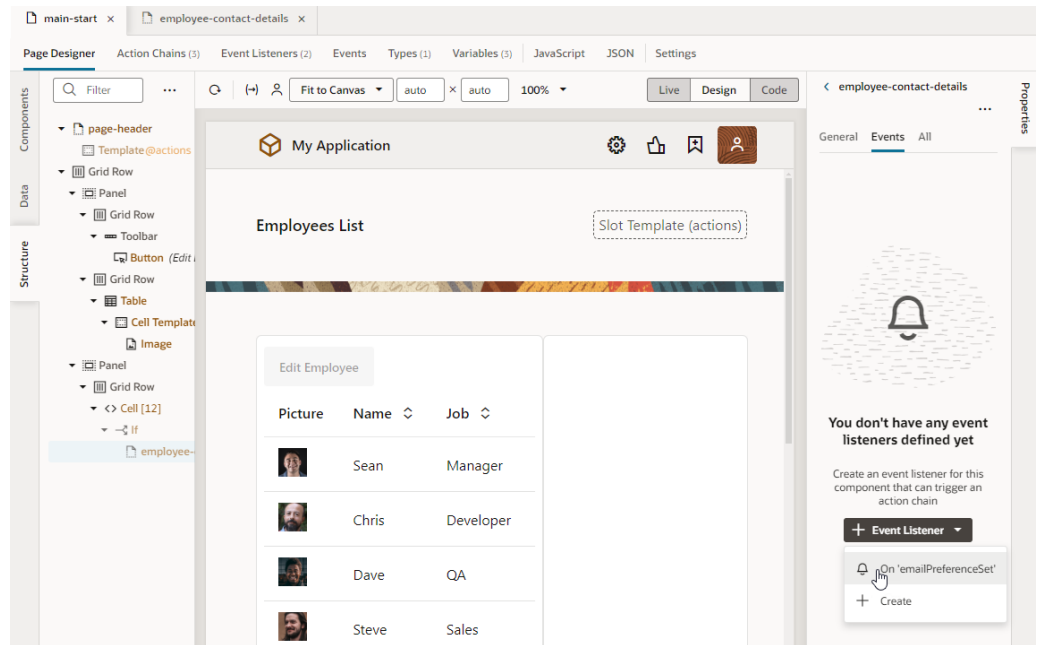 main-start ×
employee-contact-details ×
Page Designer
Action Chains (3)
Event Listeners (2)
Events
Types (1)
Variables (3)
JavaScript
JSON
Settings
Components
Data
Structure
Filter
...
page-header
Template@actions
Grid Row
Panel
Grid Row
Toolbar
Button (Edit
Grid Row
Table
Cell Template
Image
Panel
Grid Row
Cell [12]
If
employee-
Fit to Canvas
auto × auto
100%
Live
Design
Code
My Application
Employees List
Slot Template (actions)
Edit Employee
Picture Name Job
Sean Manager
Chris Developer
Dave QA
Steve Sales
employee-contact-details
...
General Events All
You don't have any event
listeners defined yet
Create an event listener for this
component that can trigger an
action chain
+ Event Listener
On 'emailPreferenceSet'
+ Create
Properties